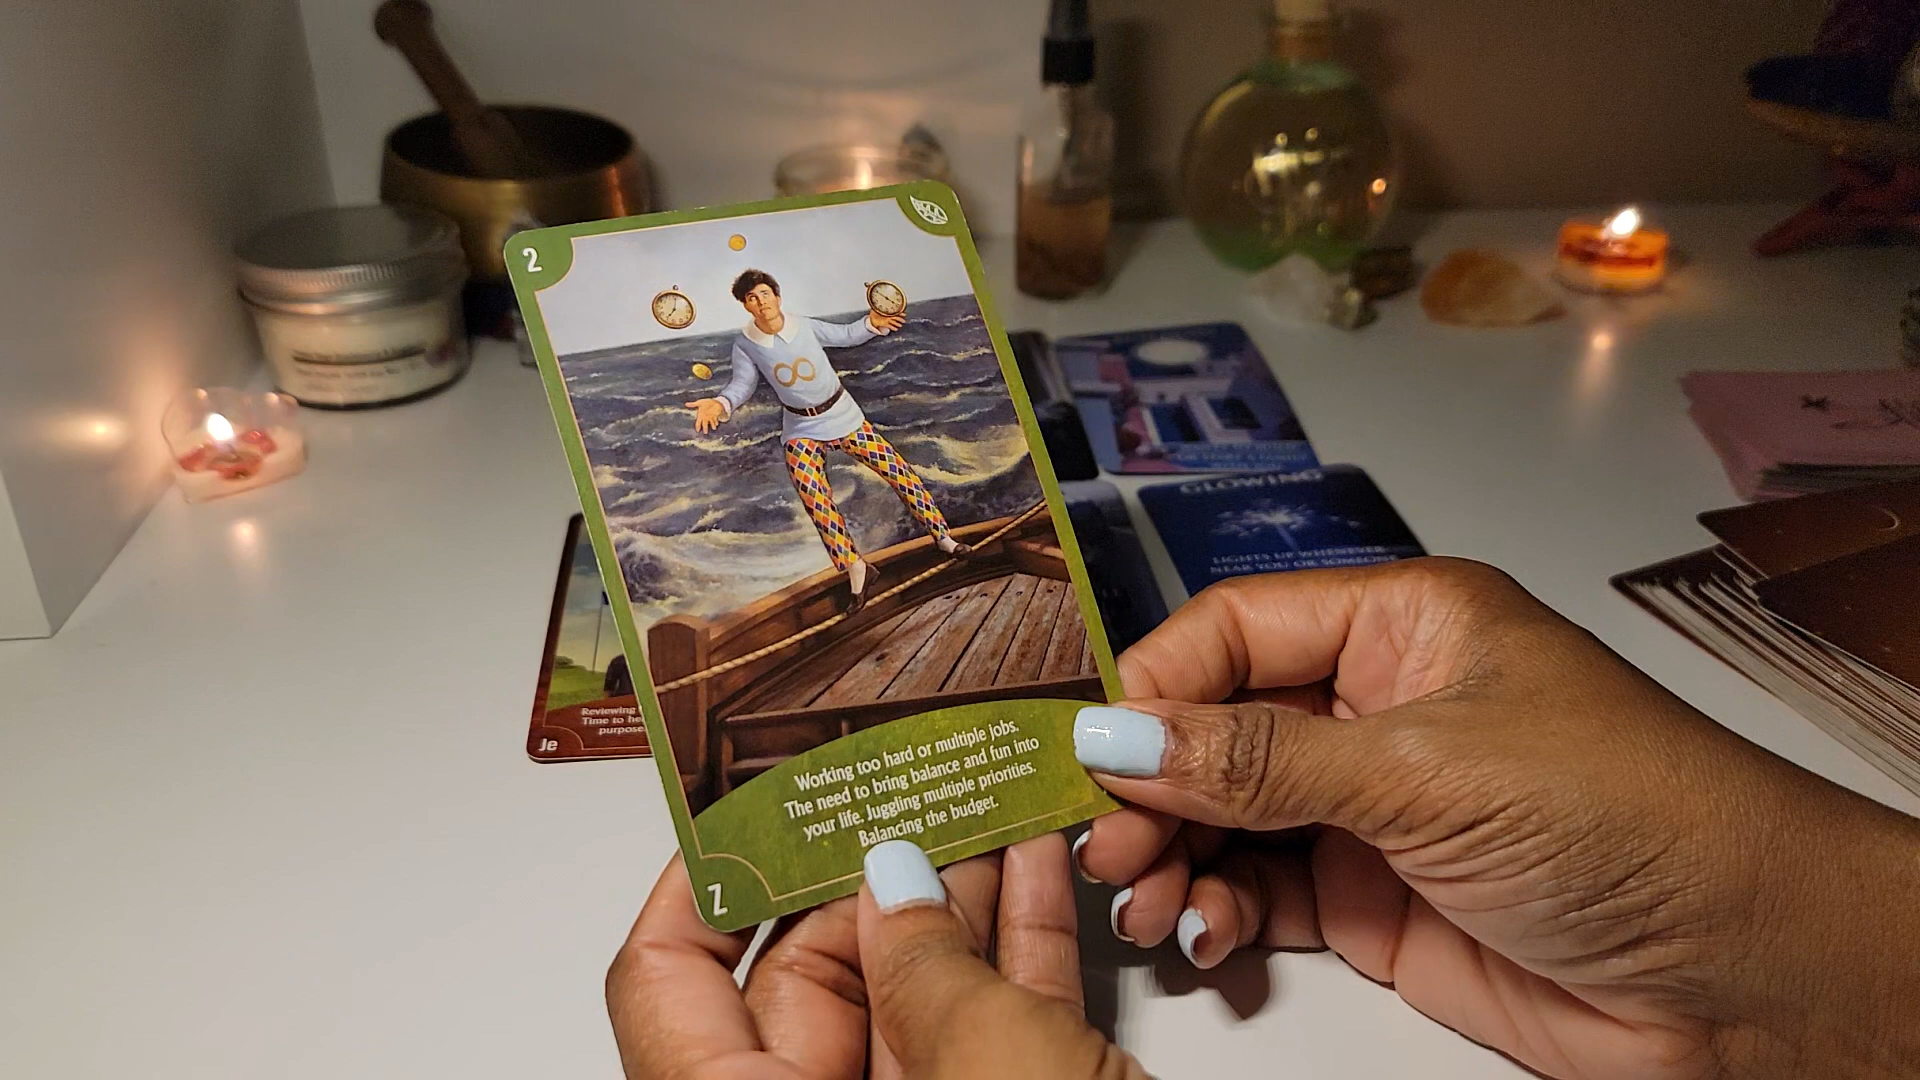 2
Working too hard or multiple jobs.
The need to bring balance and fun into
your life. Juggling multiple priorities.
Balancing the budget.
Z
Reviewing
Time to
purpose
Je
GLOWING
LIGHTS UP WHENEVER
NEAR YOU OR SOMEONE